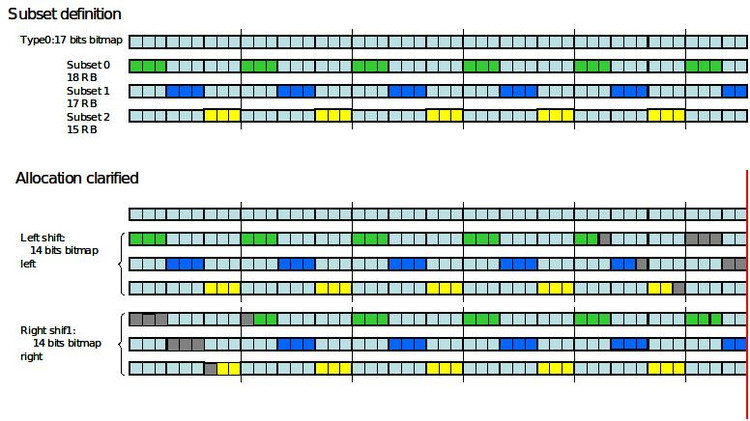 Subset definition
Type0:17 bits bitmap
Subset 0
18 RB
Subset 1
17 RB
Subset 2
15 RB
Allocation clarified
Left shift:
14 bits bitmap
left
Right shif1:
14 bits bitmap
right